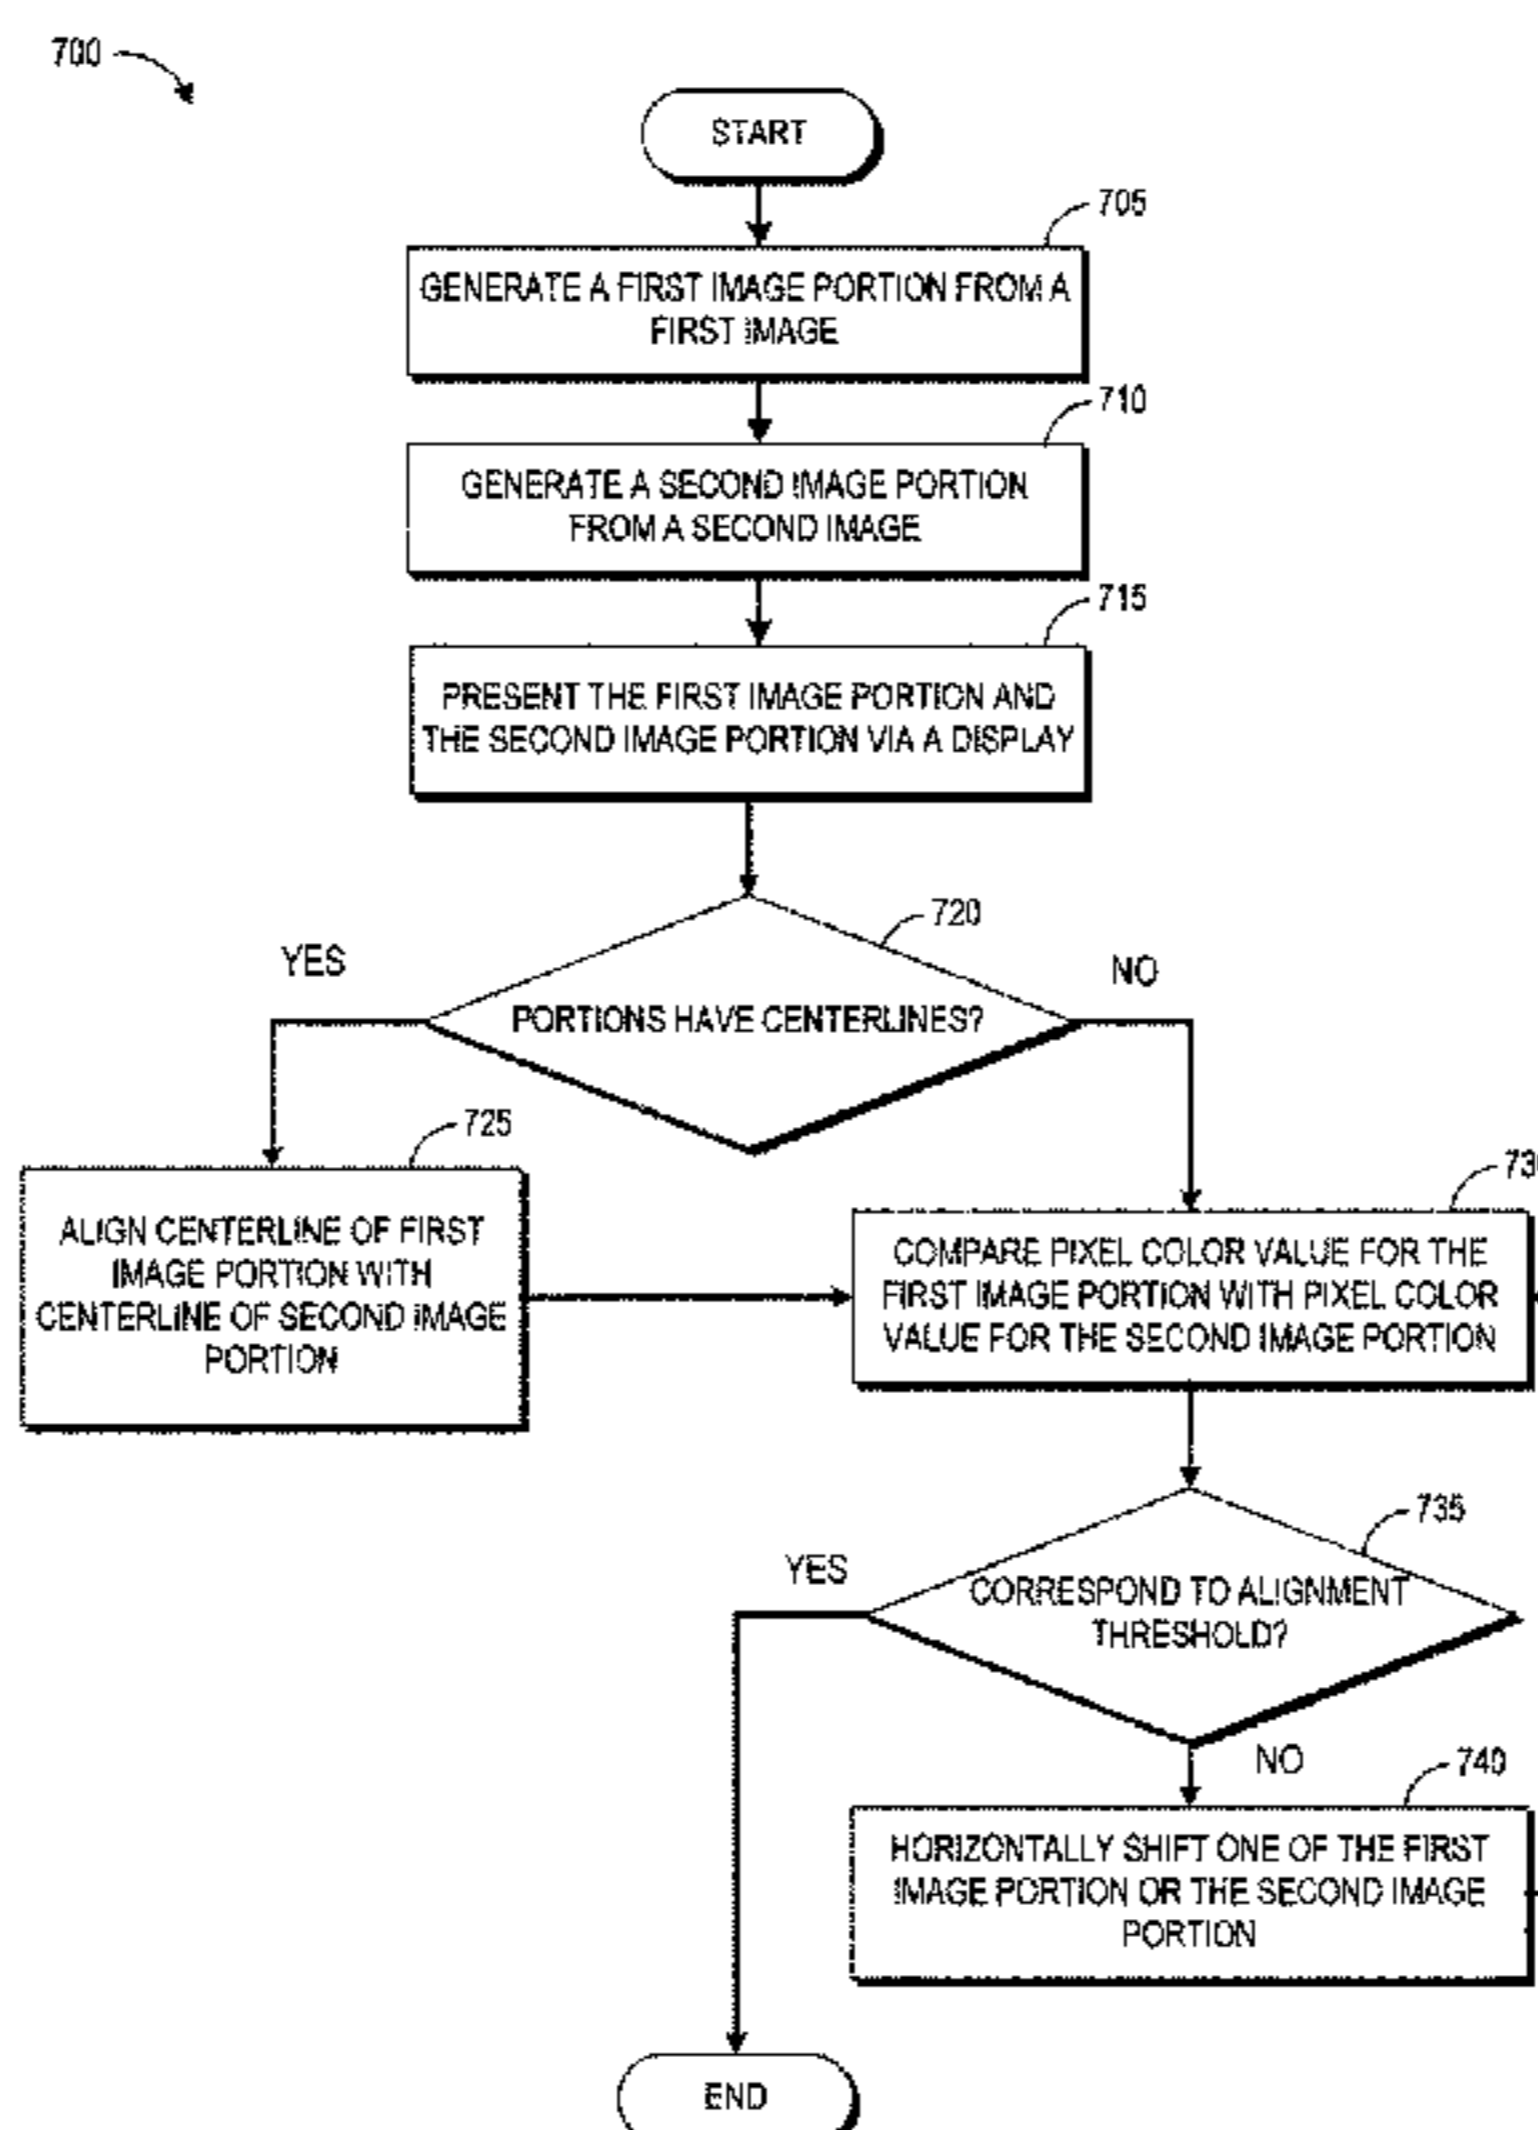 700
START
705
GENERATE A FIRST IMAGE PORTION FROM A
FIRST IMAGE
710
GENERATE A SECOND IMAGE PORTION
FROM A SECOND IMAGE
715
PRESENT THE FIRST IMAGE PORTION AND
THE SECOND IMAGE PORTION VIA A DISPLAY
720
YES
NO
PORTIONS HAVE CENTERLINES?
725
ALIGN CENTERLINE OF FIRST
IMAGE PORTION WITH
CENTERLINE OF SECOND IMAGE
PORTION
COMPARE PIXEL COLOR VALUE FOR THE
FIRST IMAGE PORTION WITH PIXEL COLOR
VALUE FOR THE SECOND IMAGE PORTION
735
YES
CORRESPOND TO ALIGNMENT
THRESHOLD?
NO
740
HORIZONTALLY SHIFT ONE OF THE FIRST
IMAGE PORTION OR THE SECOND IMAGE
PORTION
END